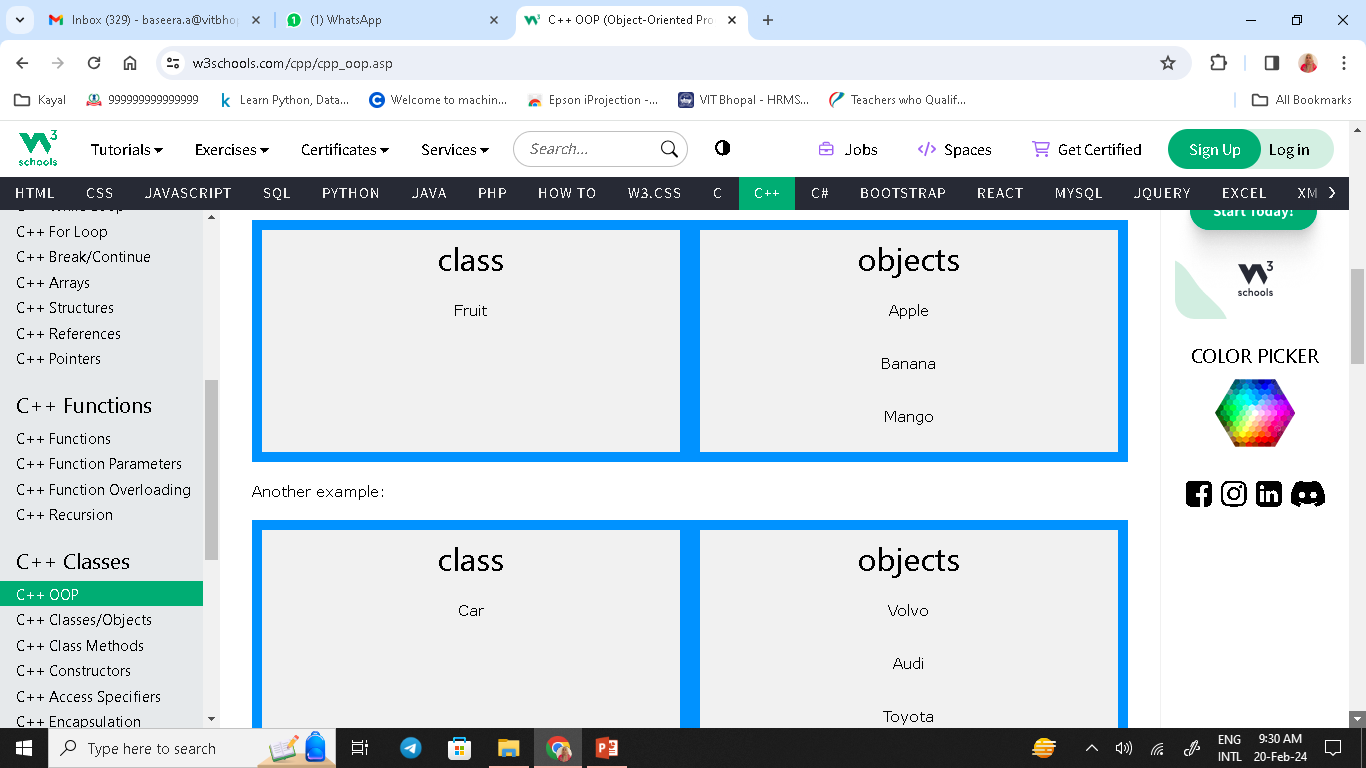 Inbox (329) - baseera.a@vitbho
(1) WhatsApp
C++ OOP (Object-Oriented Pro
w3schools.com/cpp/cpp_oop.asp
Kayal
999999999999999
Learn Python, Data...
Welcome to machin...
Epson iProjection -...
VIT Bhopal - HRMS...
Teachers who Qualif...
All Bookmarks
W3 schools
Tutorials
Exercises
Certificates
Services
Search...
Jobs
Spaces
Get Certified
Sign Up
Log in
HTML CSS JAVASCRIPT SQL PYTHON JAVA PHP HOW TO W3.CSS C C++ C# BOOTSTRAP REACT MYSQL JQUERY EXCEL XM
C++ While Loop
C++ For Loop
C++ Break/Continue
C++ Arrays
C++ Structures
C++ References
C++ Pointers
C++ Functions
C++ Functions
C++ Function Parameters
C++ Function Overloading
C++ Recursion
C++ Classes
C++ OOP
C++ Classes/Objects
C++ Class Methods
C++ Constructors
C++ Access Specifiers
C++ Encapsulation
class
Fruit
objects
Apple
Banana
Mango
Another example:
class
Car
objects
Volvo
Audi
Toyota
Start Today!
W3 schools
COLOR PICKER
Type here to search
ENG
INTL
9:30 AM
20-Feb-24